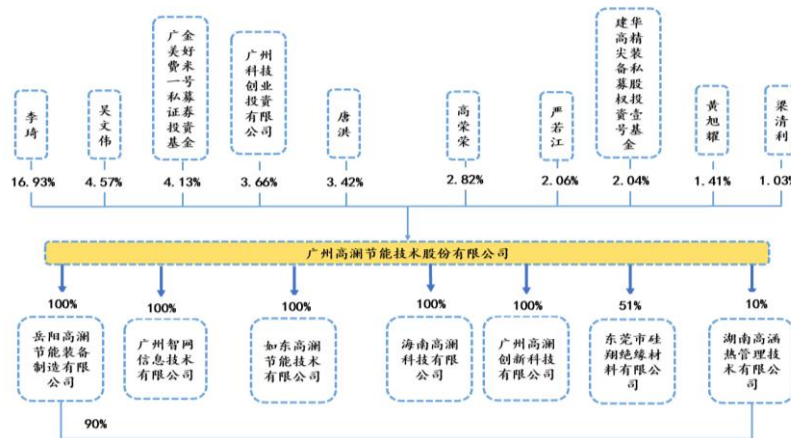 李琦
吴文伟
广金
美好
费米
一号
私募
证券
投资
基金
广州
科技
创业
投资
有限
公司
唐洪
高荣荣
严若江
建华
高精
尖装
备私
募股
权投
资壹
号基
金
黄旭耀
梁清利
16.93%
4.57%
4.13%
3.66%
3.42%
2.82%
2.06%
2.04%
1.41%
1.03%
广州高澜节能技术股份有限公司
100%
100%
100%
100%
100%
51%
10%
岳阳高澜
节能装备
制造有限
公司
广州智网
信息技术
有限公司
如东高澜
节能技术
有限公司
海南高澜
科技有限
公司
广州高澜
创新科技
有限公司
东莞市硅
翔绝缘材
料有限公
司
湖南高涵
热管理技
术有限公
司
90%